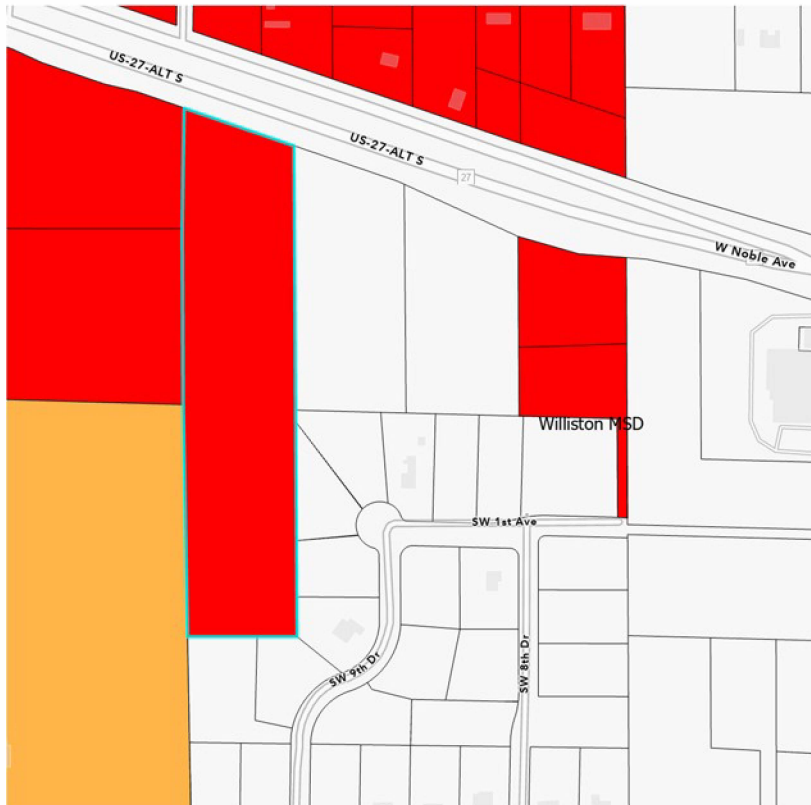 US-27-ALT S
US-27-ALT S
27
W Noble Ave
Williston MSD
SW 1st Ave
SW 9th Dr
SW 8th Dr